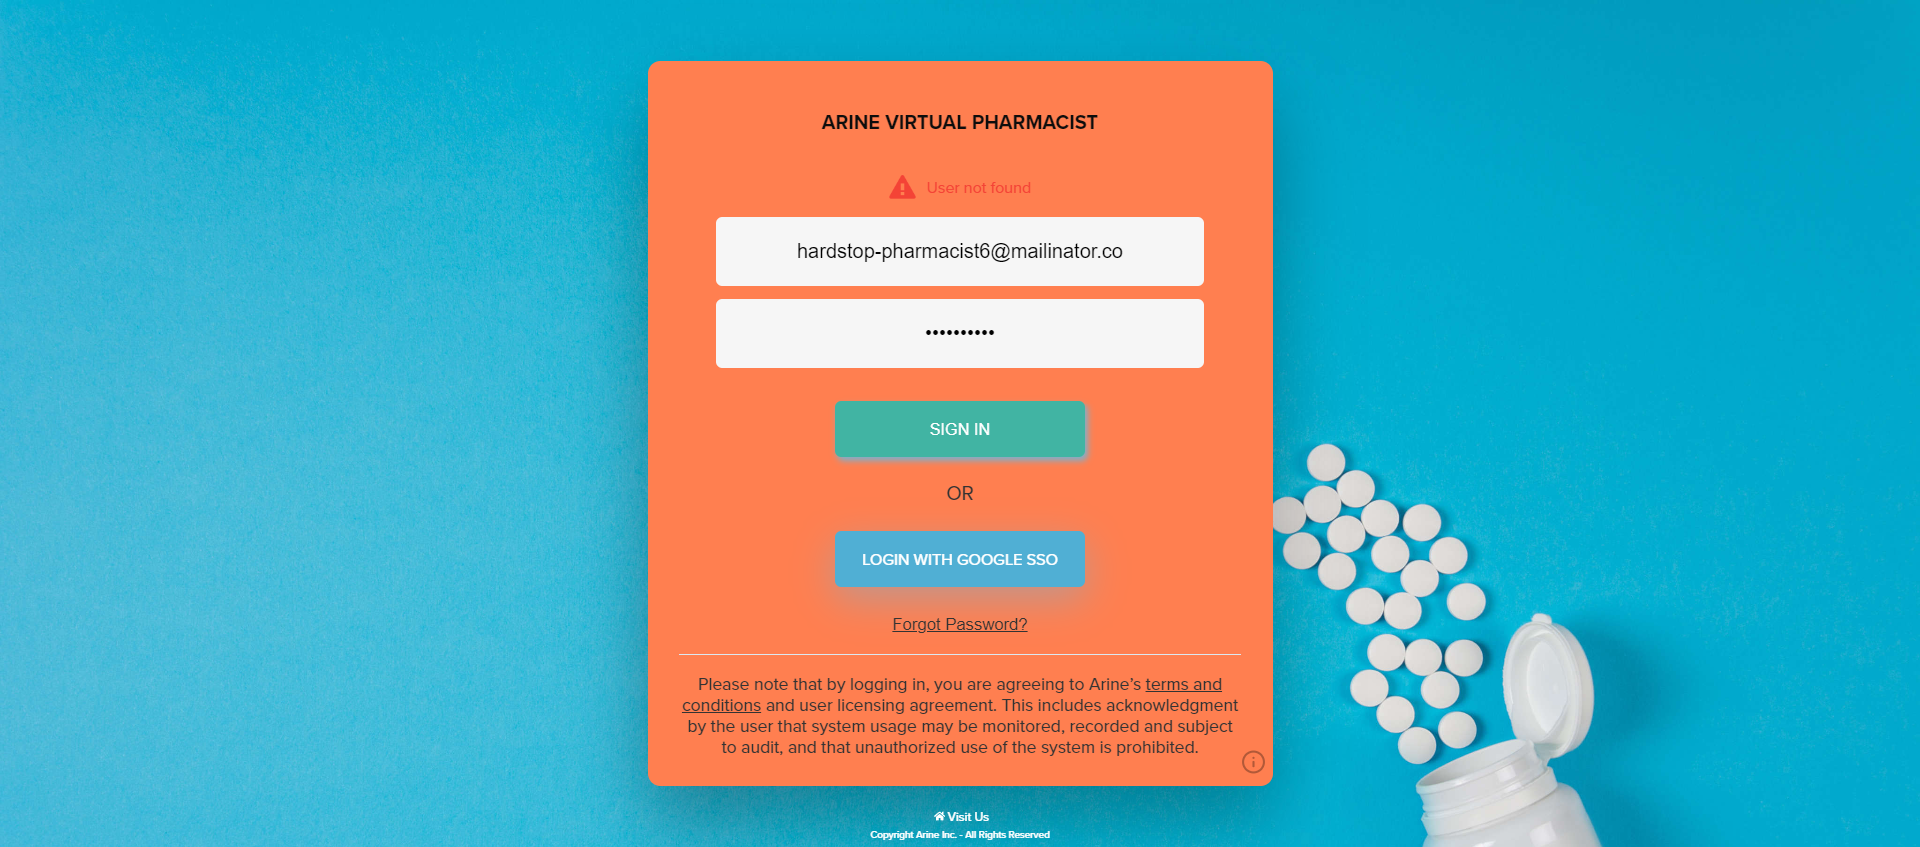 ARINE VIRTUAL PHARMACIST
User not found
hardstop-pharmacist6@mailinator.co
••••••••••
SIGN IN
OR
LOGIN WITH GOOGLE SSO
Forgot Password?
Please note that by logging in, you are agreeing to Arine’s terms and
conditions and user licensing agreement. This includes acknowledgment
by the user that system usage may be monitored, recorded and subject
to audit, and that unauthorized use of the system is prohibited.
Visit Us
Copyright Arine Inc. - All Rights Reserved